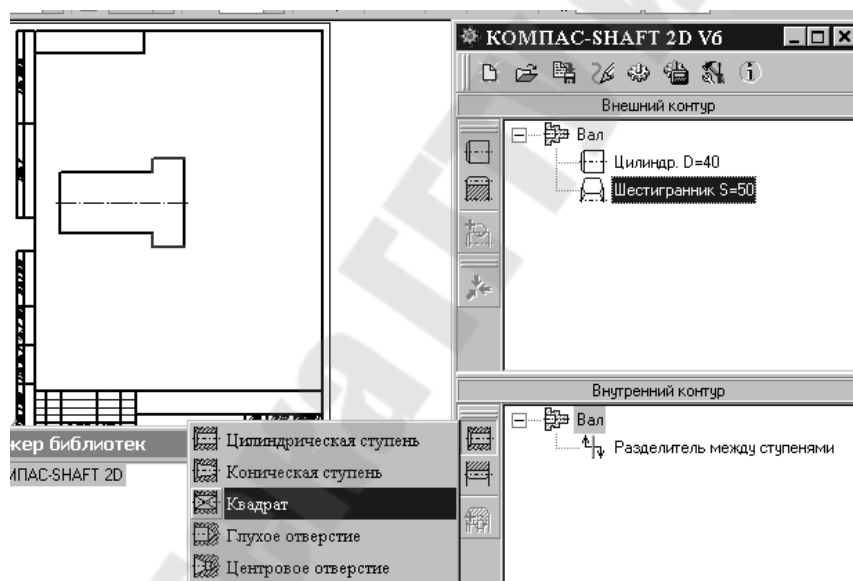 КОМПАС-SHAFT 2D V6
Внешний контур
Вал
Цилиндр. D=40
Шестигранник S=50
Внутренний контур
Вал
Разделитель между ступенями
жер библиотек
МПАС-SHAFT 2D
Цилиндрическая ступень
Коническая ступень
Квадрат
Глухое отверстие
Центровое отверстие